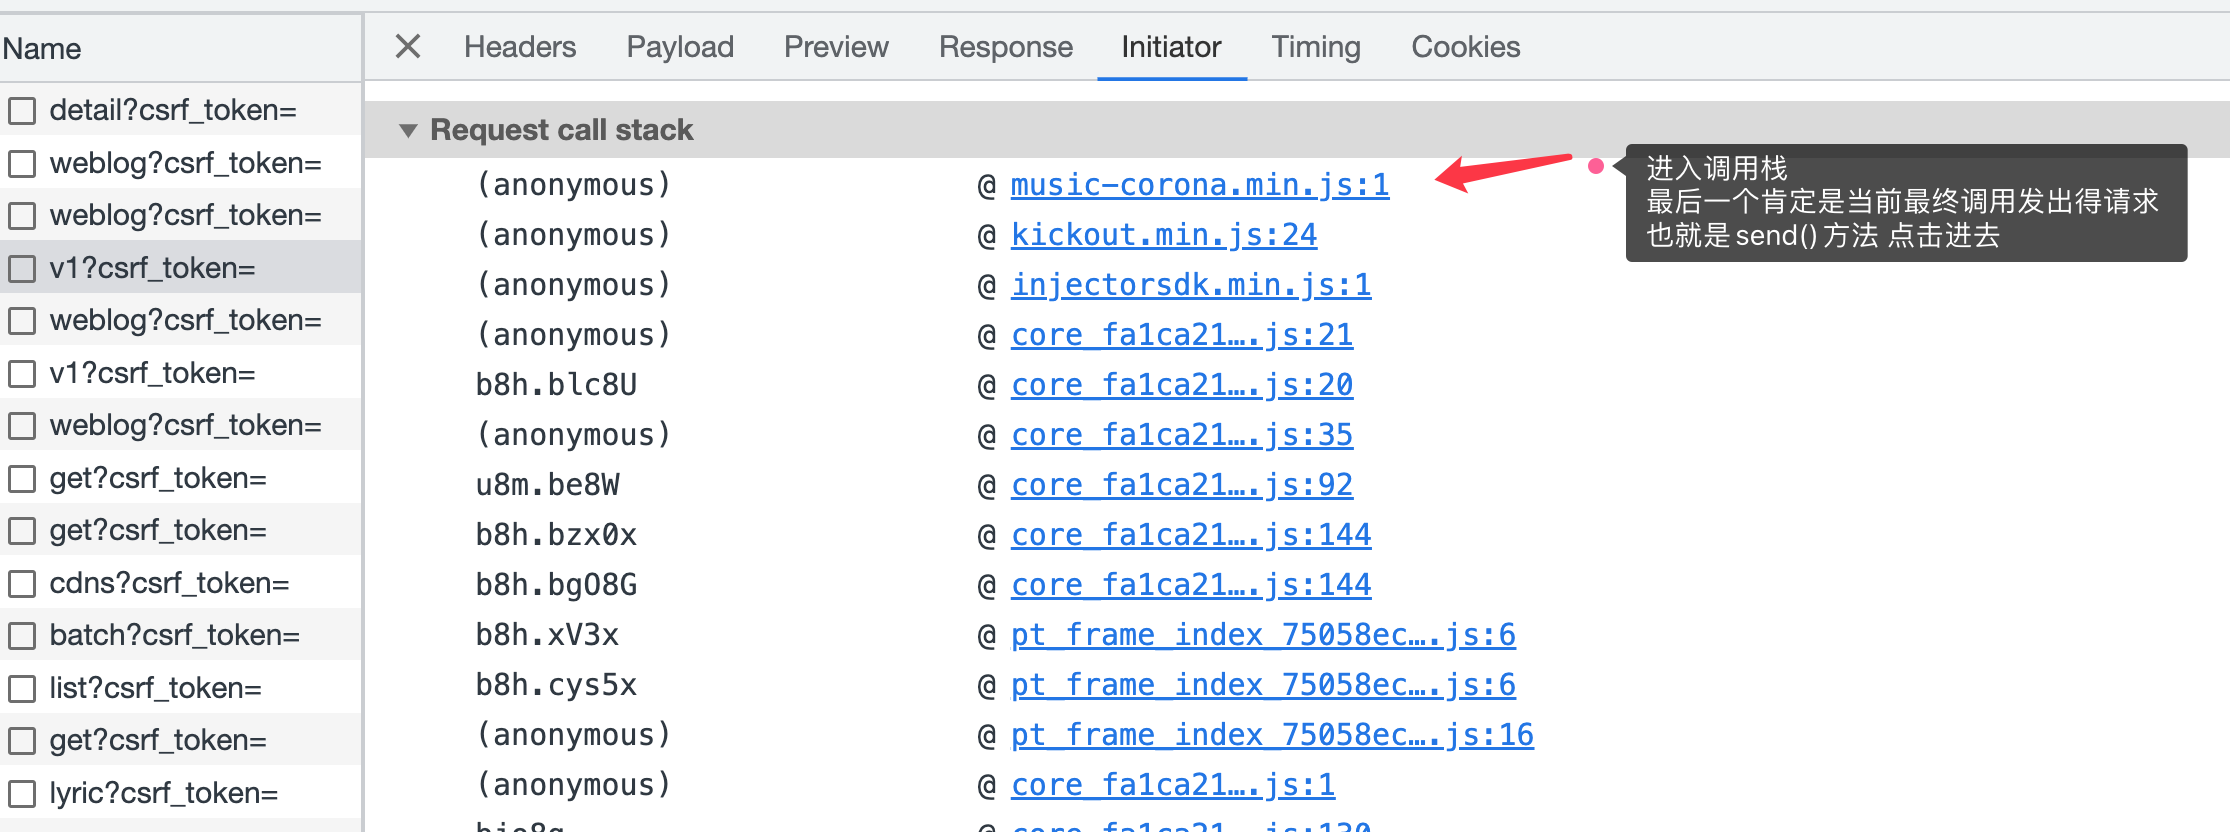 Name
Headers Payload Preview Response Initiator Timing Cookies
detail?csrf_token=
weblog?csrf_token=
weblog?csrf_token=
v1?csrf_token=
weblog?csrf_token=
v1?csrf_token=
weblog?csrf_token=
get?csrf_token=
get?csrf_token=
cdns?csrf_token=
batch?csrf_token=
list?csrf_token=
get?csrf_token=
lyric?csrf_token=
Request call stack
(anonymous) @ music-corona.min.js:1
(anonymous) @ kickout.min.js:24
(anonymous) @ injectorsdk.min.js:1
(anonymous) @ core_fa1ca21….js:21
b8h.blc8U @ core_fa1ca21….js:20
(anonymous) @ core_fa1ca21….js:35
u8m.be8W @ core_fa1ca21….js:92
b8h.bzx0x @ core_fa1ca21….js:144
b8h.bgO8G @ core_fa1ca21….js:144
b8h.xV3x @ pt_frame_index_75058ec….js:6
b8h.cys5x @ pt_frame_index_75058ec….js:6
(anonymous) @ pt_frame_index_75058ec….js:16
(anonymous) @ core_fa1ca21….js:1
进入调用栈
最后一个肯定是当前最终调用发出得请求
也就是send()方法 点击进去